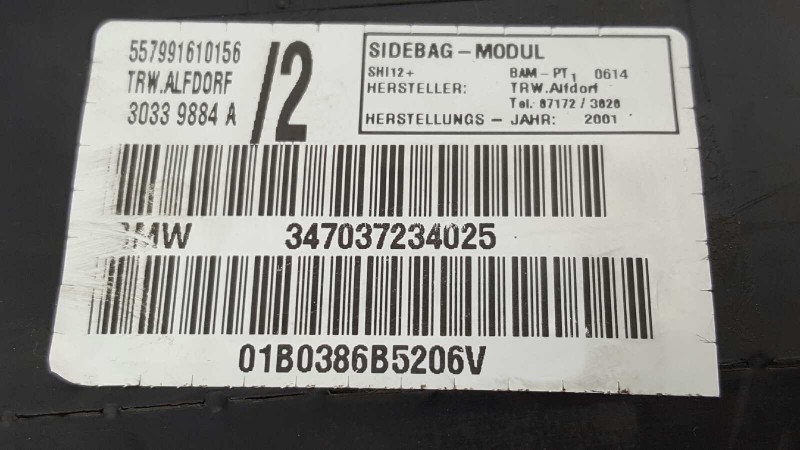 557991610156
TRW.ALFDORF
3033 9884 A
/2
SIDEBAG - MODUL
SHI12+ BAM - PT1 0614
HERSTELLER: TRW.Alfdorf
Tel. 07172 / 3020
HERSTELLUNGS - JAHR: 2001
BMW 347037234025
01B0386B5206V